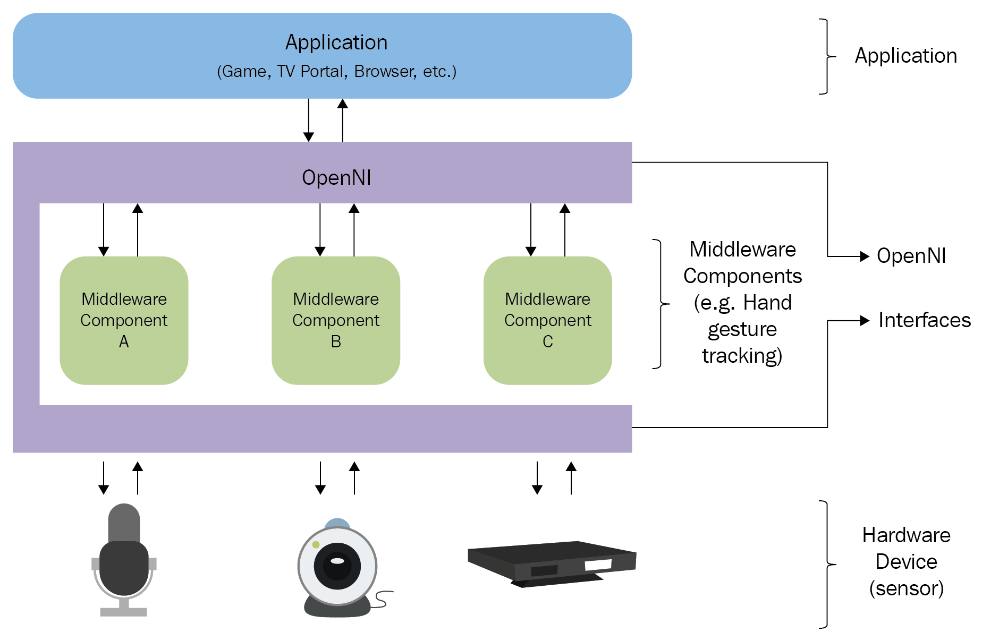 Application
(Game, TV Portal, Browser, etc.)
Application
OpenNI
Middleware
Component
A
Middleware
Component
B
Middleware
Component
C
Middleware
Components
(e.g. Hand
gesture
tracking)
OpenNI
Interfaces
Hardware
Device
(sensor)